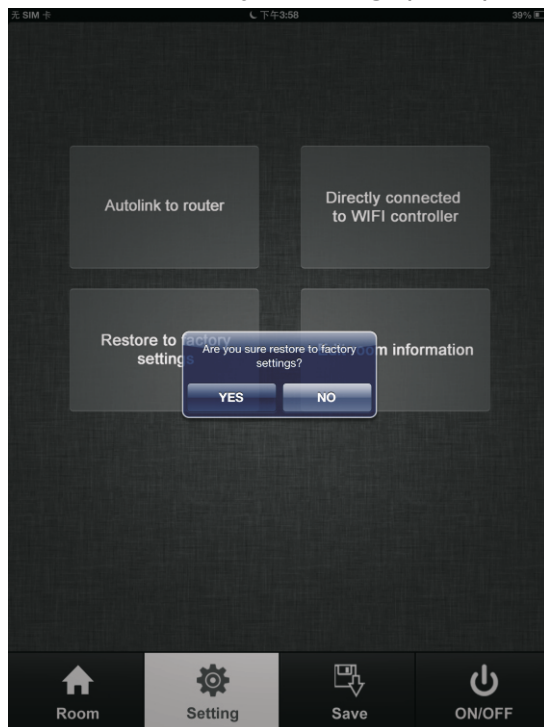 无 SIM 卡 下午3:58 39%
Autolink to router
Directly connected
to WIFI controller
Restore to factory
settings
om information
Are you sure restore to factory
settings?
YES NO
Room Setting Save ON/OFF